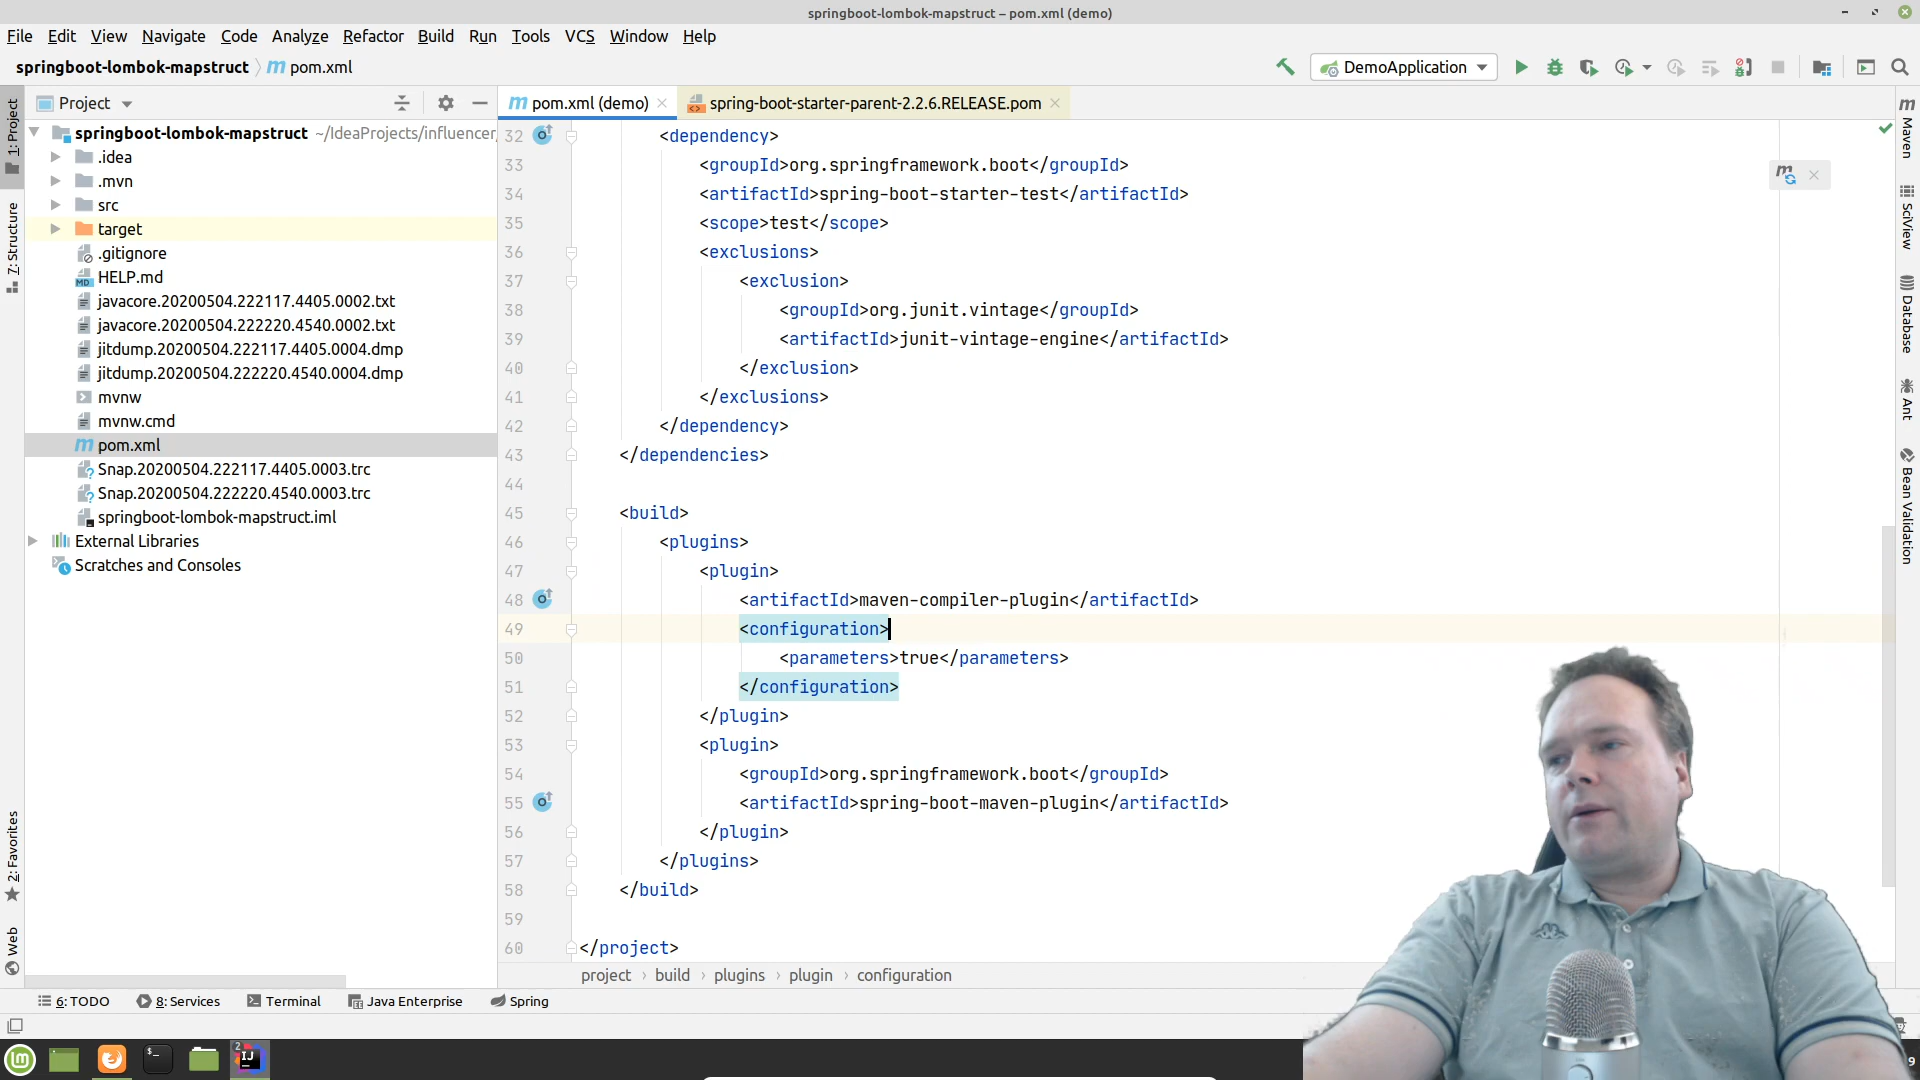 springboot-lombok-mapstruct – pom.xml (demo)
File Edit View Navigate Code Analyze Refactor Build Run Tools VCS Window Help
springboot-lombok-mapstruct pom.xml
DemoApplication
Project
pom.xml (demo)
spring-boot-starter-parent-2.2.6.RELEASE.pom
1: Project
7: Structure
2: Favorites
Web
springboot-lombok-mapstruct ~/IdeaProjects/influencer
.idea
.mvn
src
target
.gitignore
HELP.md
javacore.20200504.222117.4405.0002.txt
javacore.20200504.222220.4540.0002.txt
jitdump.20200504.222117.4405.0004.dmp
jitdump.20200504.222220.4540.0004.dmp
mvnw
mvnw.cmd
pom.xml
Snap.20200504.222117.4405.0003.trc
Snap.20200504.222220.4540.0003.trc
springboot-lombok-mapstruct.iml
External Libraries
Scratches and Consoles
32 <dependency>
33 <groupId>org.springframework.boot</groupId>
34 <artifactId>spring-boot-starter-test</artifactId>
35 <scope>test</scope>
36 <exclusions>
37 <exclusion>
38 <groupId>org.junit.vintage</groupId>
39 <artifactId>junit-vintage-engine</artifactId>
40 </exclusion>
41 </exclusions>
42 </dependency>
43 </dependencies>
44
45 <build>
46 <plugins>
47 <plugin>
48 <artifactId>maven-compiler-plugin</artifactId>
49 <configuration>
50 <parameters>true</parameters>
51 </configuration>
52 </plugin>
53 <plugin>
54 <groupId>org.springframework.boot</groupId>
55 <artifactId>spring-boot-maven-plugin</artifactId>
56 </plugin>
57 </plugins>
58 </build>
59
60 </project>
project › build › plugins › plugin › configuration
Maven
SciView
Database
Ant
Bean Validation
6: TODO
8: Services
Terminal
Java Enterprise
Spring